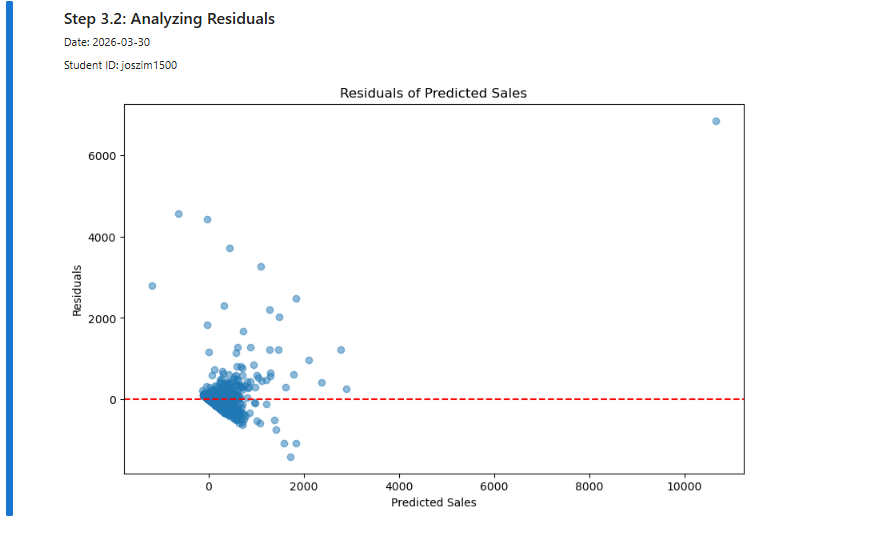 Step 3.2: Analyzing Residuals
Date: 2026-03-30
Student ID: joszim1500
Residuals of Predicted Sales
6000
4000
2000
0
Residuals
0 2000 4000 6000 8000 10000
Predicted Sales